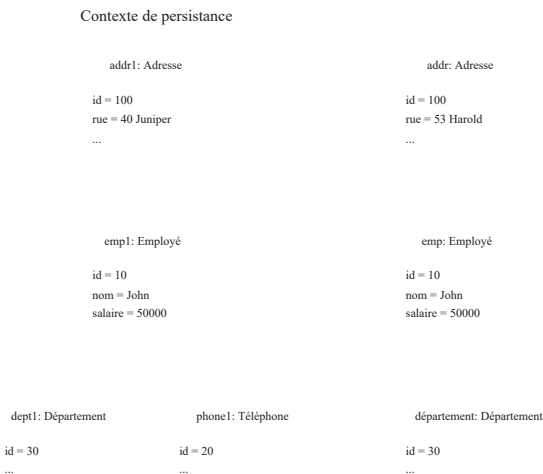 Contexte de persistance
addr1: Adresse
id = 100
rue = 40 Juniper
...
addr: Adresse
id = 100
rue = 53 Harold
...
emp1: Employé
id = 10
nom = John
salaire = 50000
emp: Employé
id = 10
nom = John
salaire = 50000
dept1: Département
id = 30
...
phone1: Téléphone
id = 20
...
département: Département
id = 30
...